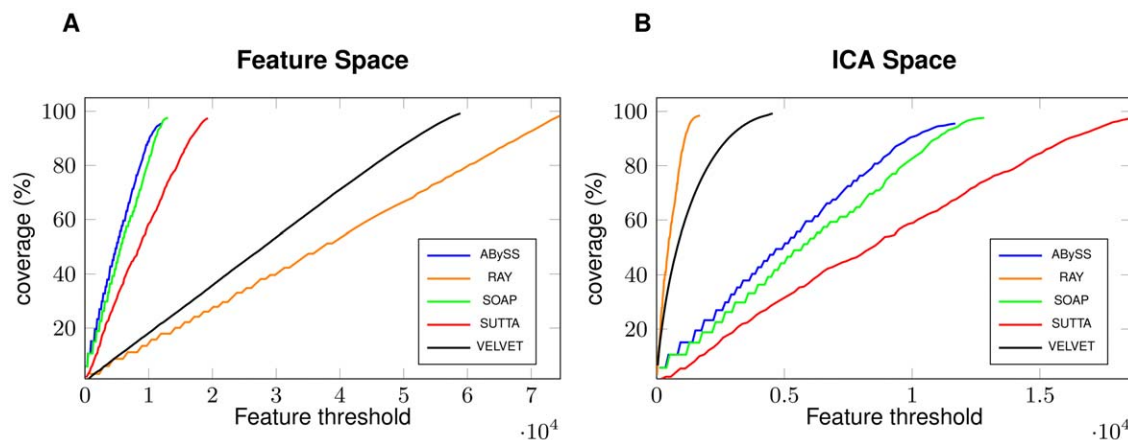 A
B
Feature Space
ICA Space
coverage (%)
100
80
60
40
20
0
1
2
3
4
5
6
7
Feature threshold
·10⁴
ABySS
RAY
SOAP
SUTTA
VELVET
coverage (%)
100
80
60
40
20
0
0.5
1.0
1.5
Feature threshold
·10⁴
ABySS
RAY
SOAP
SUTTA
VELVET